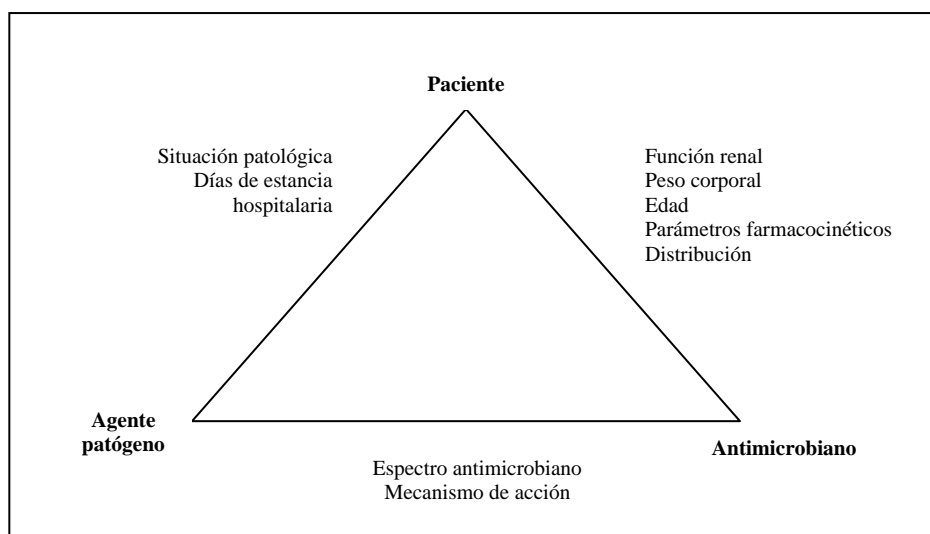 Paciente
Situación patológica
Días de estancia
hospitalaria
Función renal
Peso corporal
Edad
Parámetros farmacocinéticos
Distribución
Agente
patógeno
Antimicrobiano
Espectro antimicrobiano
Mecanismo de acción